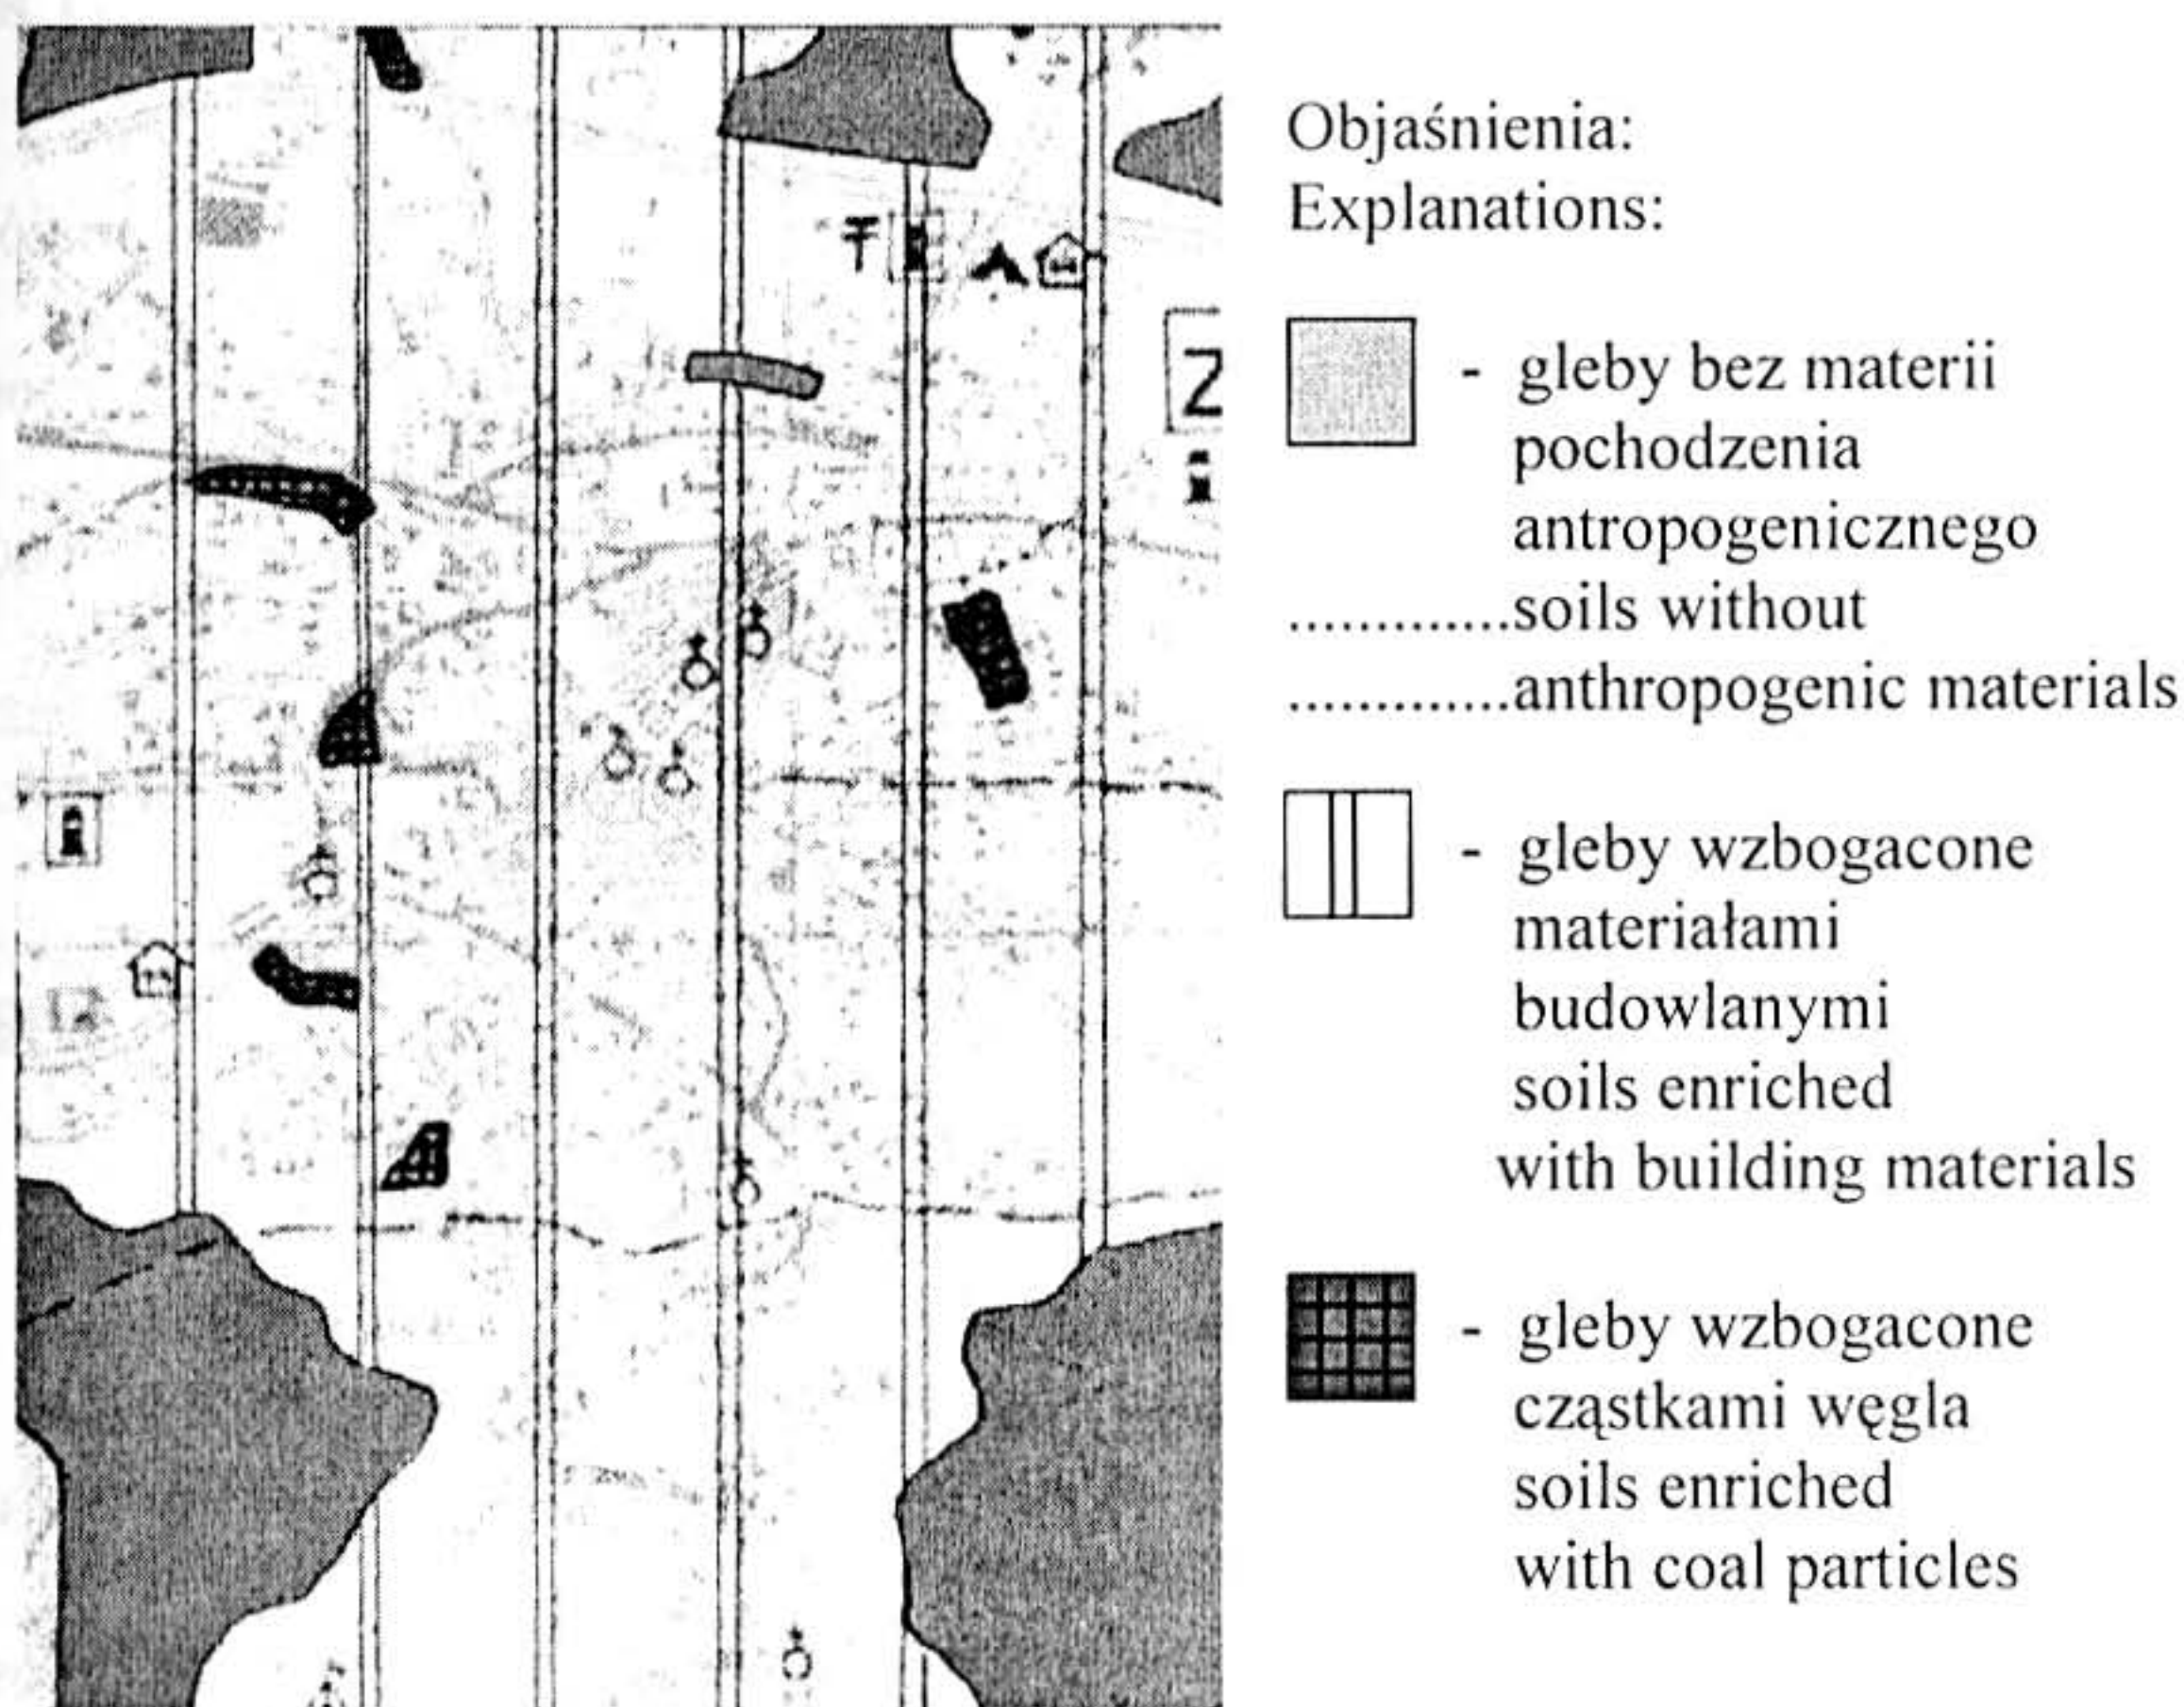 Objaśnienia:
Explanations:
- gleby bez materii
pochodzenia
antropogenicznego
.............soils without
.............anthropogenic materials
- gleby wzbogacone
materiałami
budowlanymi
soils enriched
with building materials
- gleby wzbogacone
cząstkami węgla
soils enriched
with coal particles